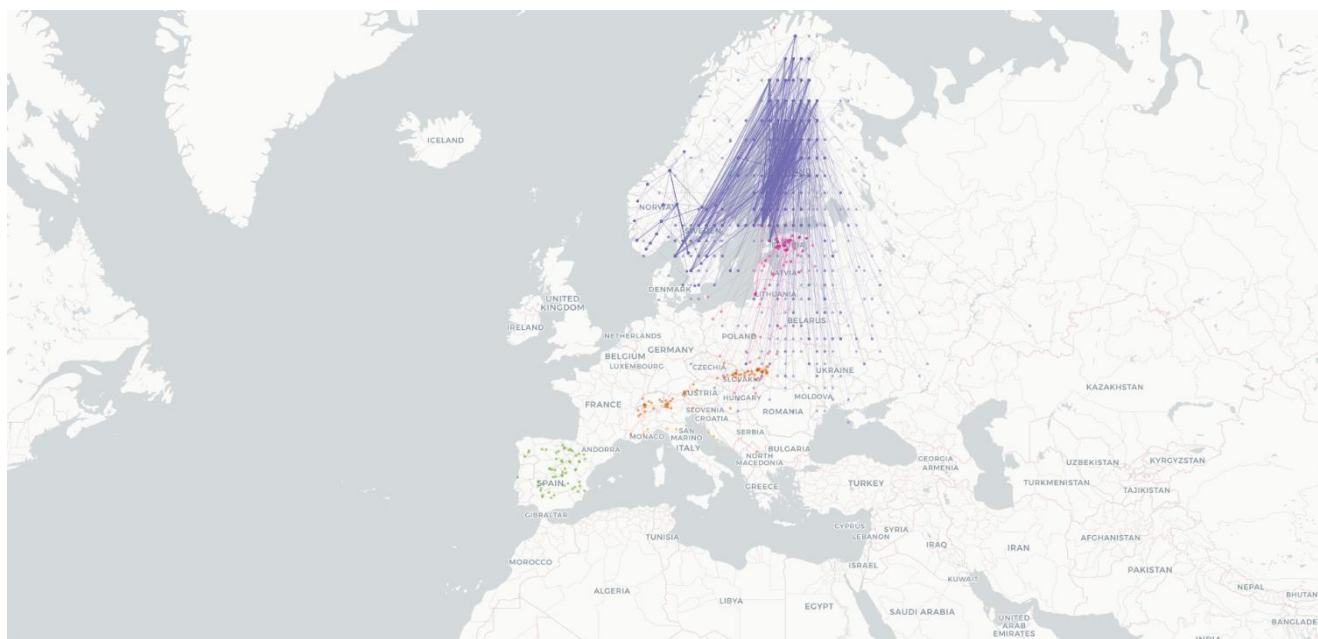 ICELAND
NORWAY
SWEDEN
LATVIA
DENMARK
LITHUANIA
UNITED
KINGDOM
IRELAND
BELARUS
NETHERLANDS
POLAND
GERMANY
BELGIUM
LUXEMBOURG
CZECHIA
UKRAINE
SLOVAKIA
KAZAKHSTAN
AUSTRIA
HUNGARY
MOLDOVA
FRANCE
SLOVENIA
CROATIA
ROMANIA
MONACO
SAN
MARINO
SERBIA
ITALY
ANDORRA
BULGARIA
NORTH
MACEDONIA
GEORGIA
ARMENIA
UZBEKISTAN
KYRGYZSTAN
TURKMENISTAN
TAJIKISTAN
SPAIN
GREECE
TURKEY
GIBRALTAR
CYPRUS
SYRIA
LEBANON
TUNISIA
IRAQ
IRAN
AFGHANISTAN
MOROCCO
ISRAEL
PAKISTAN
KUWAIT
ALGERIA
LIBYA
EGYPT
SAUDI ARABIA
NEPAL
BHUTAN
UNITED
ARAB
EMIRATES
BANGLADE